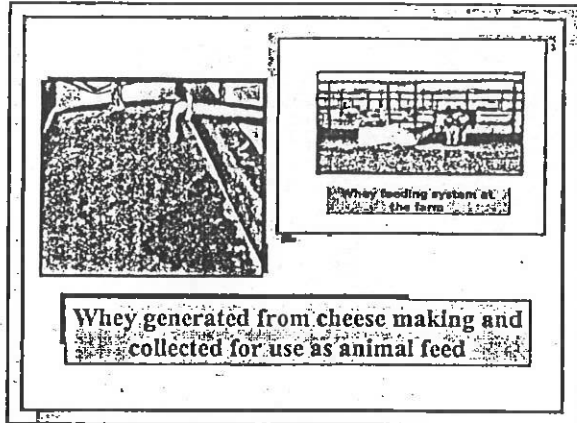 Whey feeding system at
the farm
Whey generated from cheese making and
collected for use as animal feed